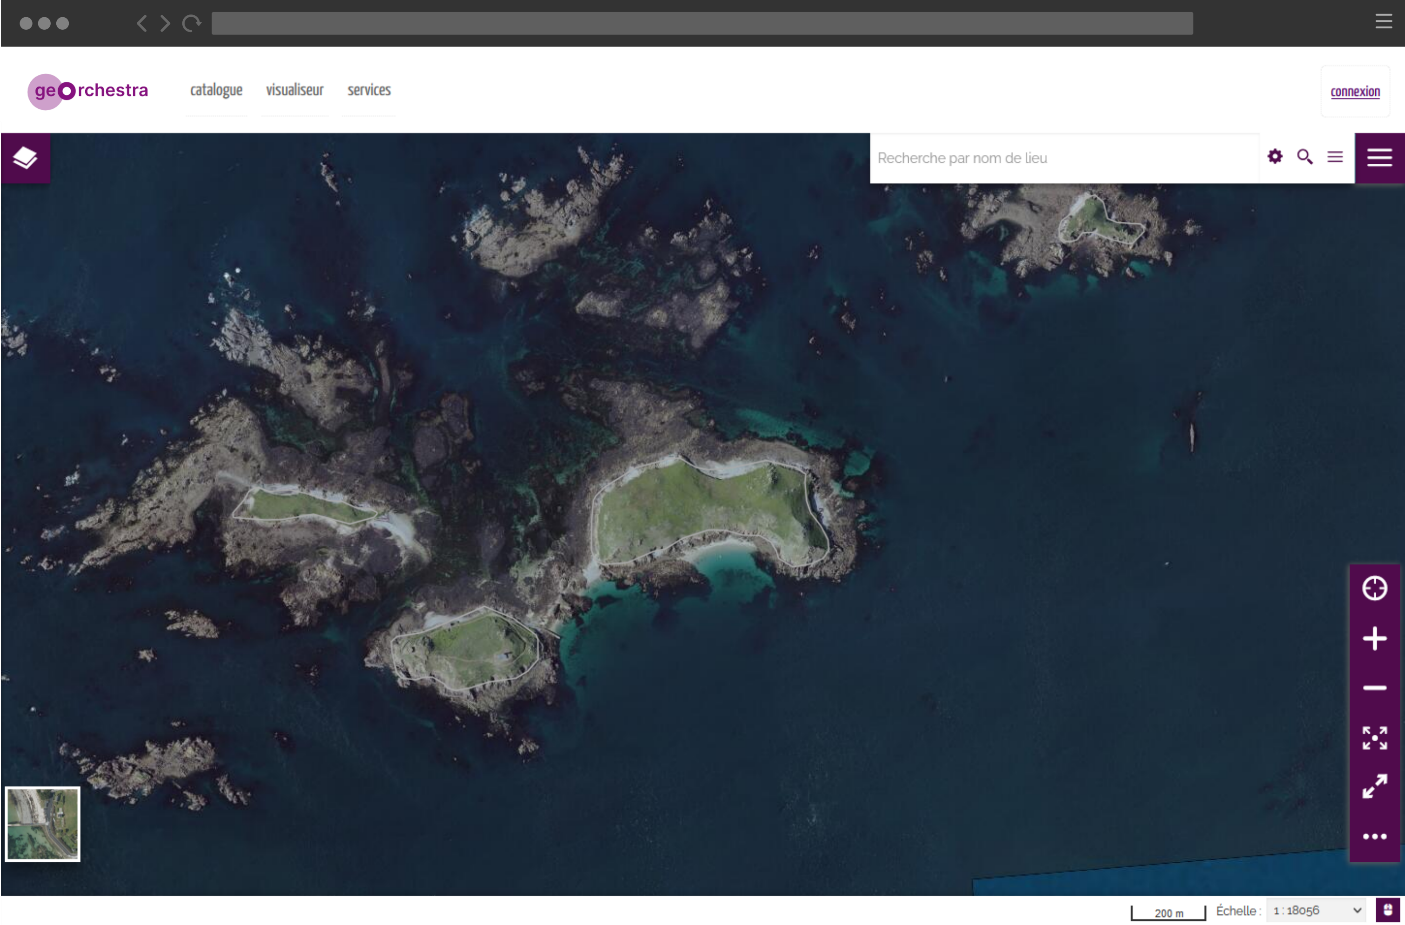 geOrchestra
catalogue
visualiseur
services
connexion
Recherche par nom de lieu
200 m
Échelle :
1 : 18056